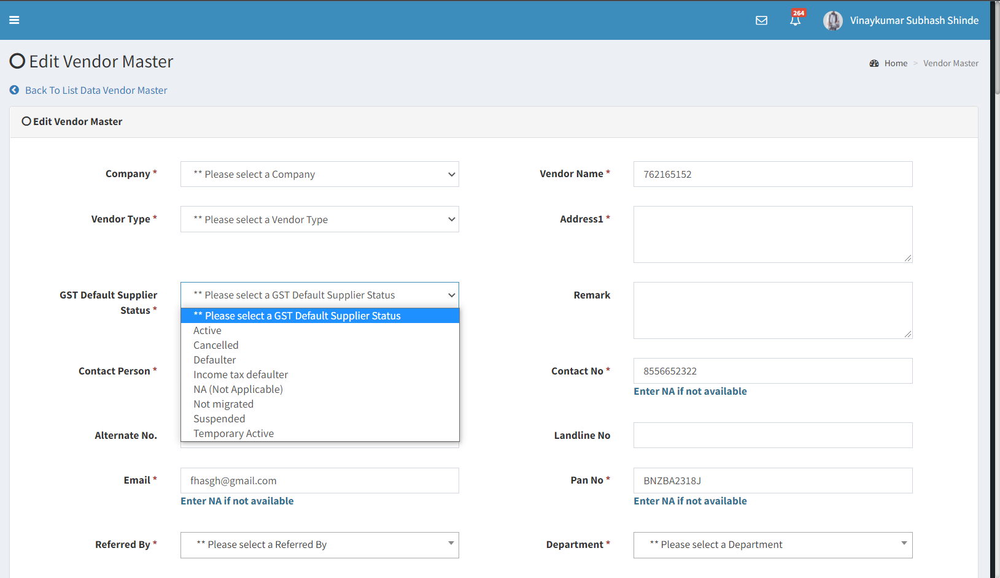 264
Vinaykumar Subhash Shinde
Edit Vendor Master
Home > Vendor Master
Back To List Data Vendor Master
Edit Vendor Master
Company *
** Please select a Company
Vendor Name *
762165152
Vendor Type *
** Please select a Vendor Type
Address1 *
GST Default Supplier
Status *
** Please select a GST Default Supplier Status
** Please select a GST Default Supplier Status
Active
Cancelled
Defaulter
Income tax defaulter
NA (Not Applicable)
Not migrated
Suspended
Temporary Active
Remark
Contact Person *
Contact No *
8556652322
Enter NA if not available
Alternate No.
Landline No
Email *
fhasgh@gmail.com
Enter NA if not available
Pan No *
BNZBA2318J
Enter NA if not available
Referred By *
** Please select a Referred By
Department *
** Please select a Department